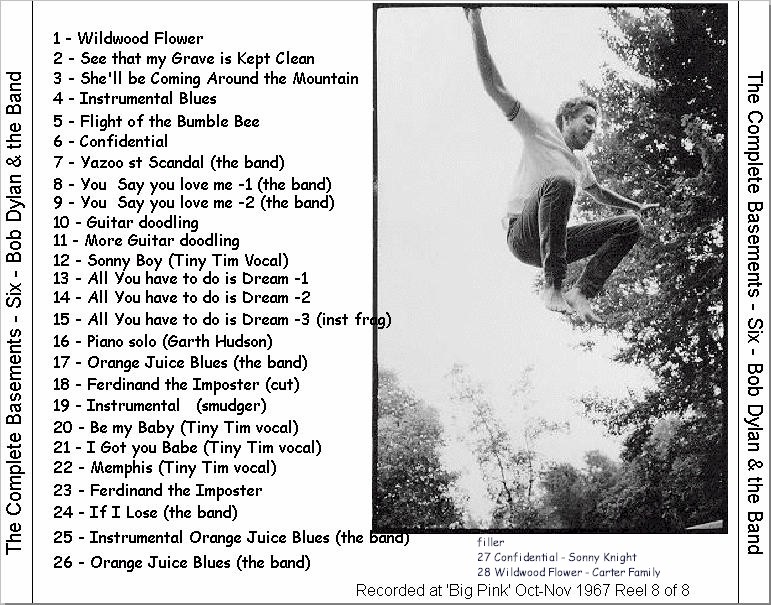 The Complete Basements - Six - Bob Dylan & the Band
1 - Wildwood Flower
2 - See that my Grave is Kept Clean
3 - She'll be Coming Around the Mountain
4 - Instrumental Blues
5 - Flight of the Bumble Bee
6 - Confidential
7 - Yazoo st Scandal (the band)
8 - You Say you love me -1 (the band)
9 - You Say you love me -2 (the band)
10 - Guitar doodling
11 - More Guitar doodling
12 - Sonny Boy (Tiny Tim Vocal)
13 - All You have to do is Dream -1
14 - All You have to do is Dream -2
15 - All You have to do is Dream -3 (inst frag)
16 - Piano solo (Garth Hudson)
17 - Orange Juice Blues (the band)
18 - Ferdinand the Imposter (cut)
19 - Instrumental (smudger)
20 - Be my Baby (Tiny Tim vocal)
21 - I Got you Babe (Tiny Tim vocal)
22 - Memphis (Tiny Tim vocal)
23 - Ferdinand the Imposter
24 - If I Lose (the band)
25 - Instrumental Orange Juice Blues (the band)
26 - Orange Juice Blues (the band)
filler
27 Confidential - Sonny Knight
28 Wildwood Flower - Carter Family
Recorded at 'Big Pink' Oct-Nov 1967 Reel 8 of 8
The Complete Basements - Six - Bob Dylan & the Band